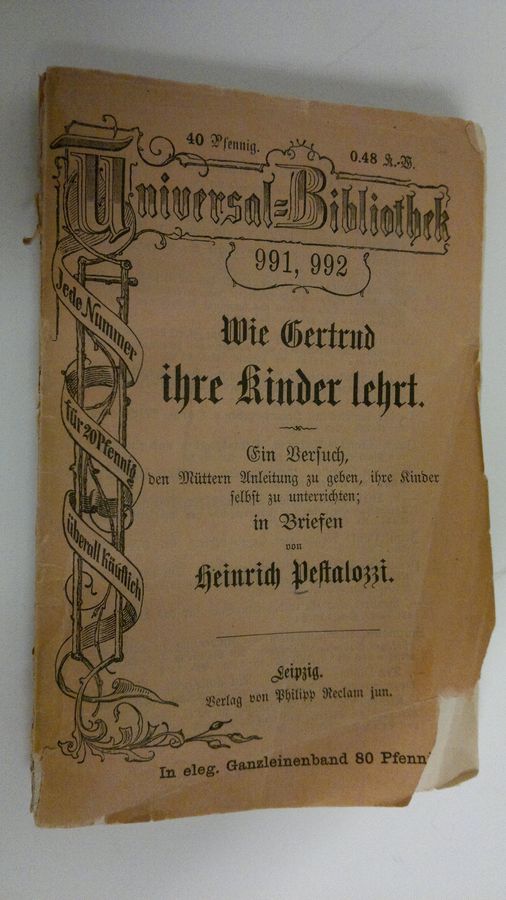 40 Pfennig.
0.48 K.-W.
Universal-Bibliothek
991, 992
Jede Nummer
für 20 Pfennig
überall käuflich
Wie Gertrud
ihre Kinder lehrt.
Ein Versuch,
den Müttern Anleitung zu geben, ihre Kinder
selbst zu unterrichten;
in Briefen
von
Heinrich Pestalozzi.
Leipzig.
Verlag von Philipp Reclam jun.
In eleg. Ganzleinenband 80 Pfenni